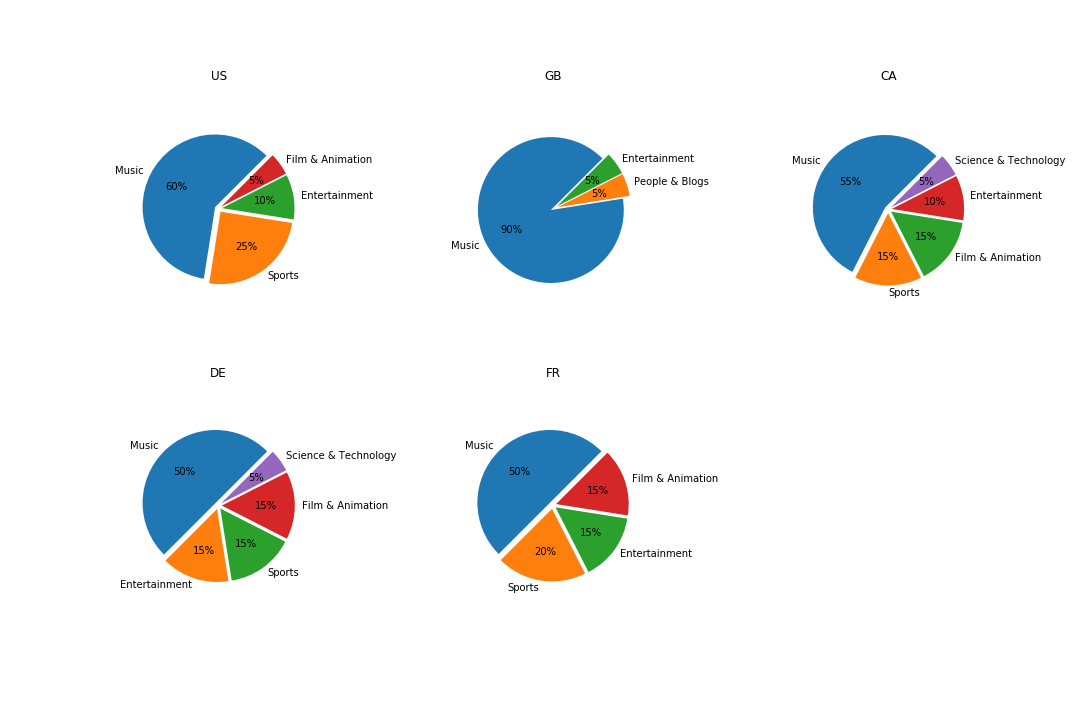 US
GB
CA
Music
60%
Film & Animation
5%
Entertainment
10%
25%
Sports
Entertainment
5%
People & Blogs
5%
90%
Music
Music
55%
Science & Technology
5%
Entertainment
10%
15%
Film & Animation
15%
Sports
DE
FR
Music
50%
Science & Technology
5%
Film & Animation
15%
15%
Sports
15%
Entertainment
Music
50%
Film & Animation
15%
15%
Entertainment
20%
Sports